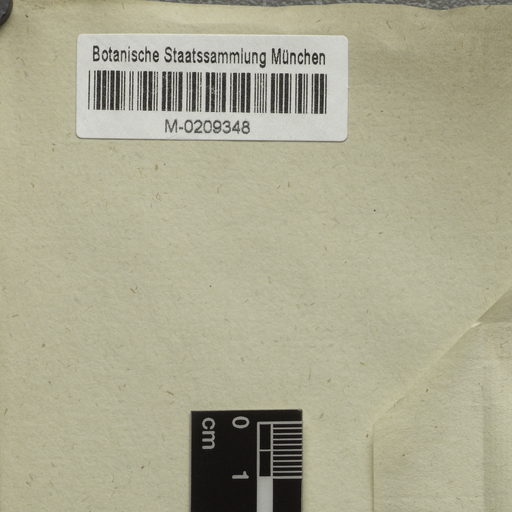 Botanische Staatssammlung München
M-0209348
0 1
cm